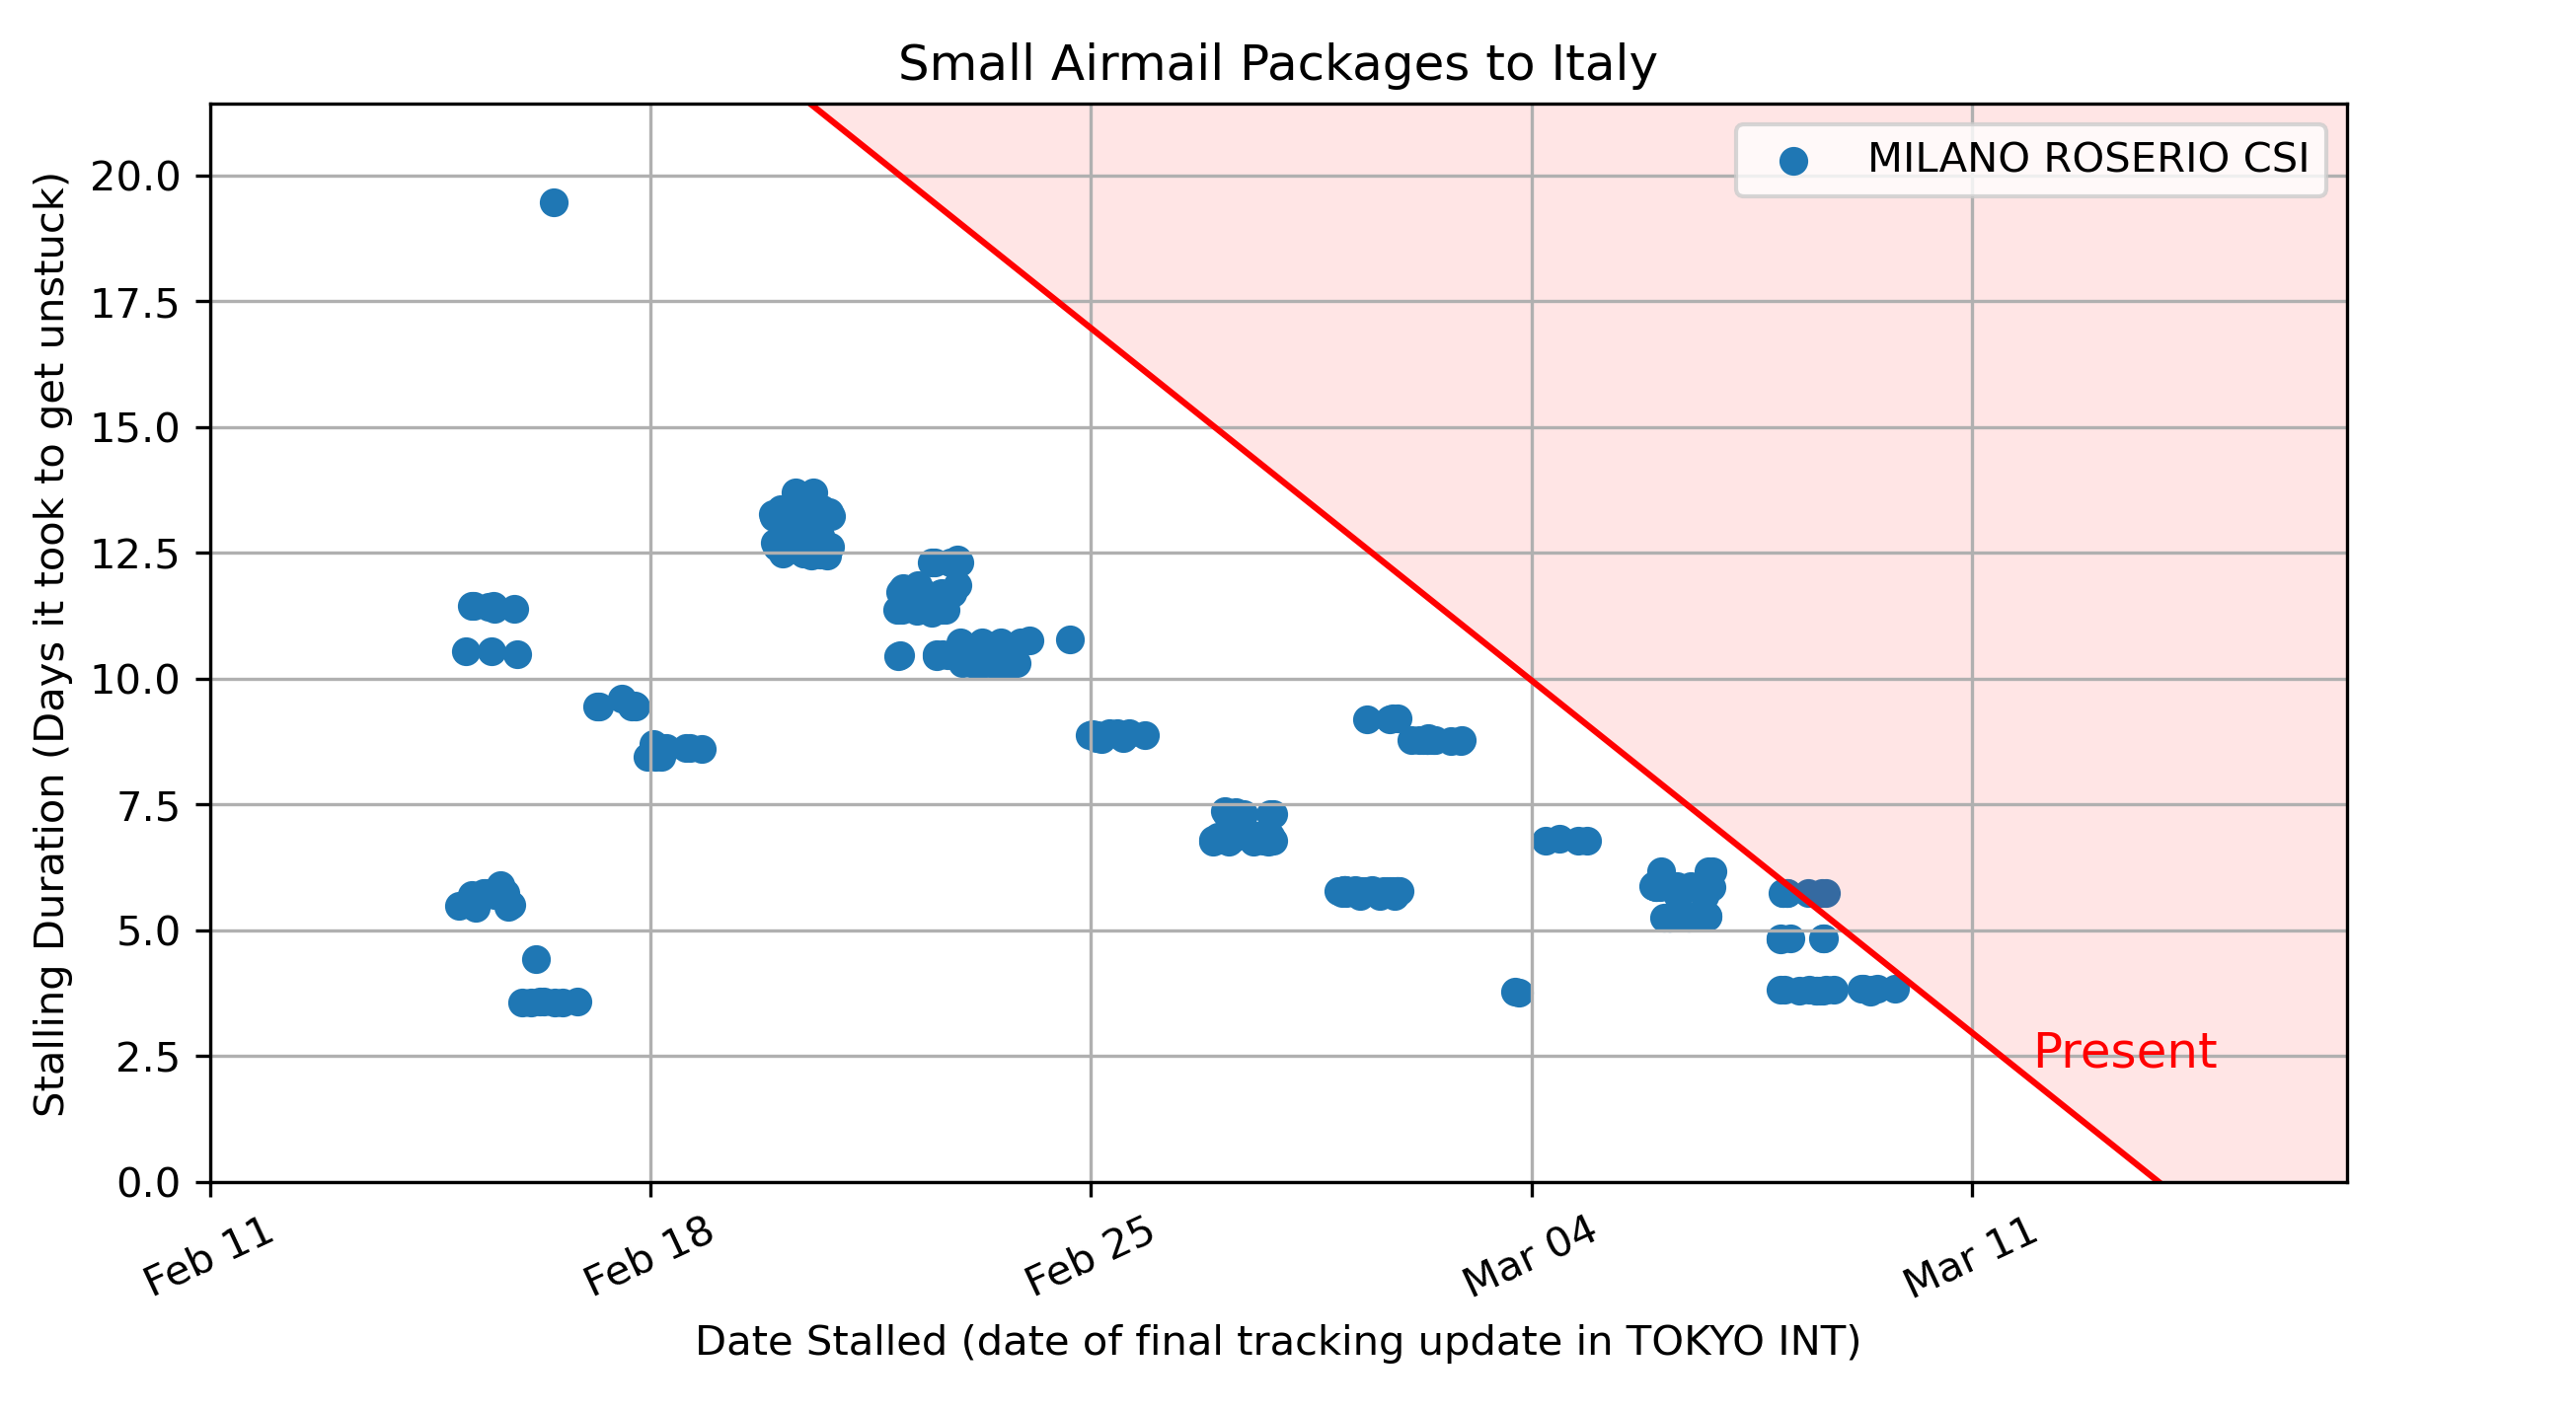 Small Airmail Packages to Italy
MILANO ROSERIO CSI
Stalling Duration (Days it took to get unstuck)
20.0
17.5
15.0
12.5
10.0
7.5
5.0
2.5
0.0
Present
Feb 11
Feb 18
Feb 25
Mar 04
Mar 11
Date Stalled (date of final tracking update in TOKYO INT)